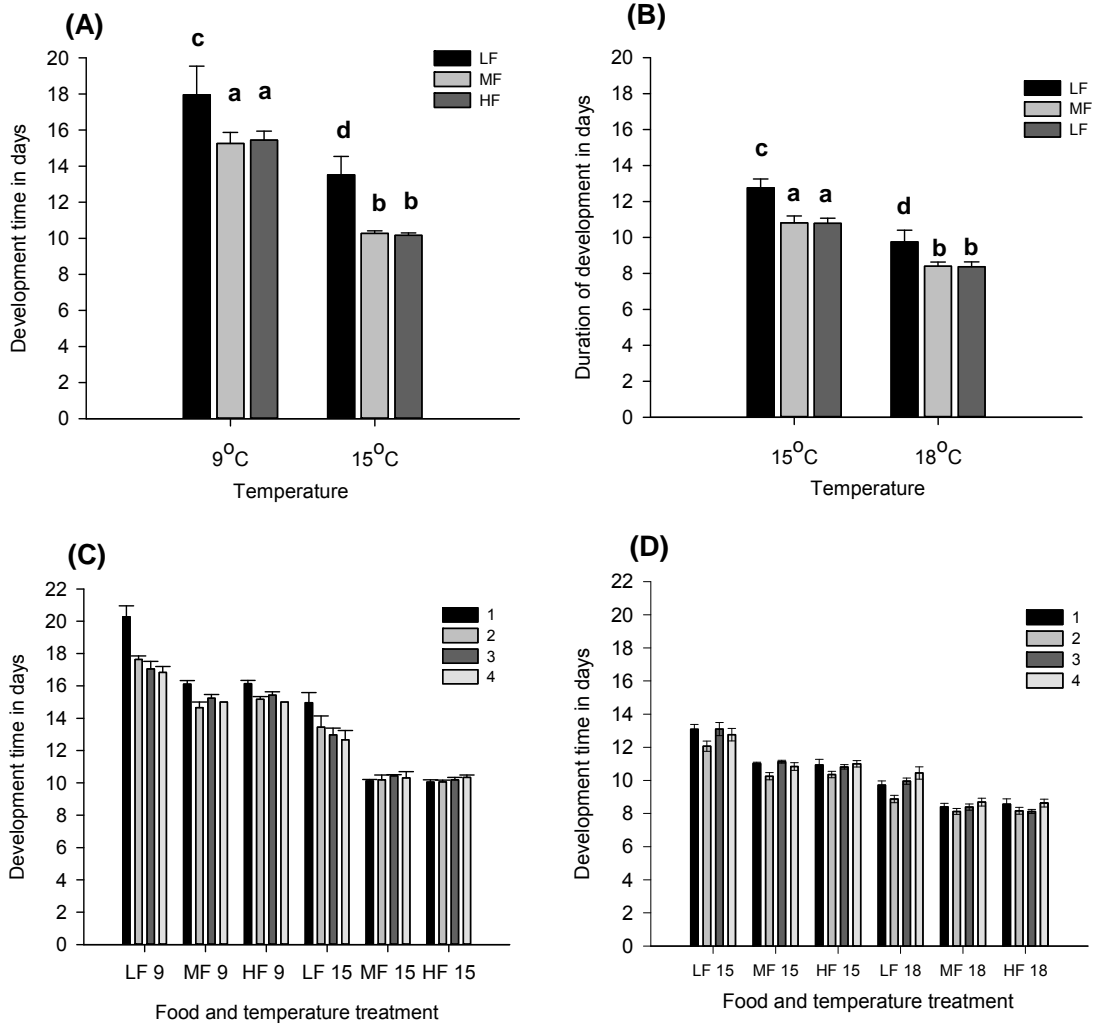 (A)
c
a
a
d
b
b
LF
MF
HF
20
18
16
14
12
10
8
6
4
2
0
Development time in days
9°C
15°C
Temperature
(B)
c
a
a
d
b
b
LF
MF
LF
20
18
16
14
12
10
8
6
4
2
0
Duration of development in days
15°C
18°C
Temperature
(C)
1
2
3
4
22
20
18
16
14
12
10
8
6
4
2
0
Development time in days
LF 9 MF 9 HF 9 LF 15 MF 15 HF 15
Food and temperature treatment
(D)
1
2
3
4
22
20
18
16
14
12
10
8
6
4
2
0
Development time in days
LF 15 MF 15 HF 15 LF 18 MF 18 HF 18
Food and temperature treatment